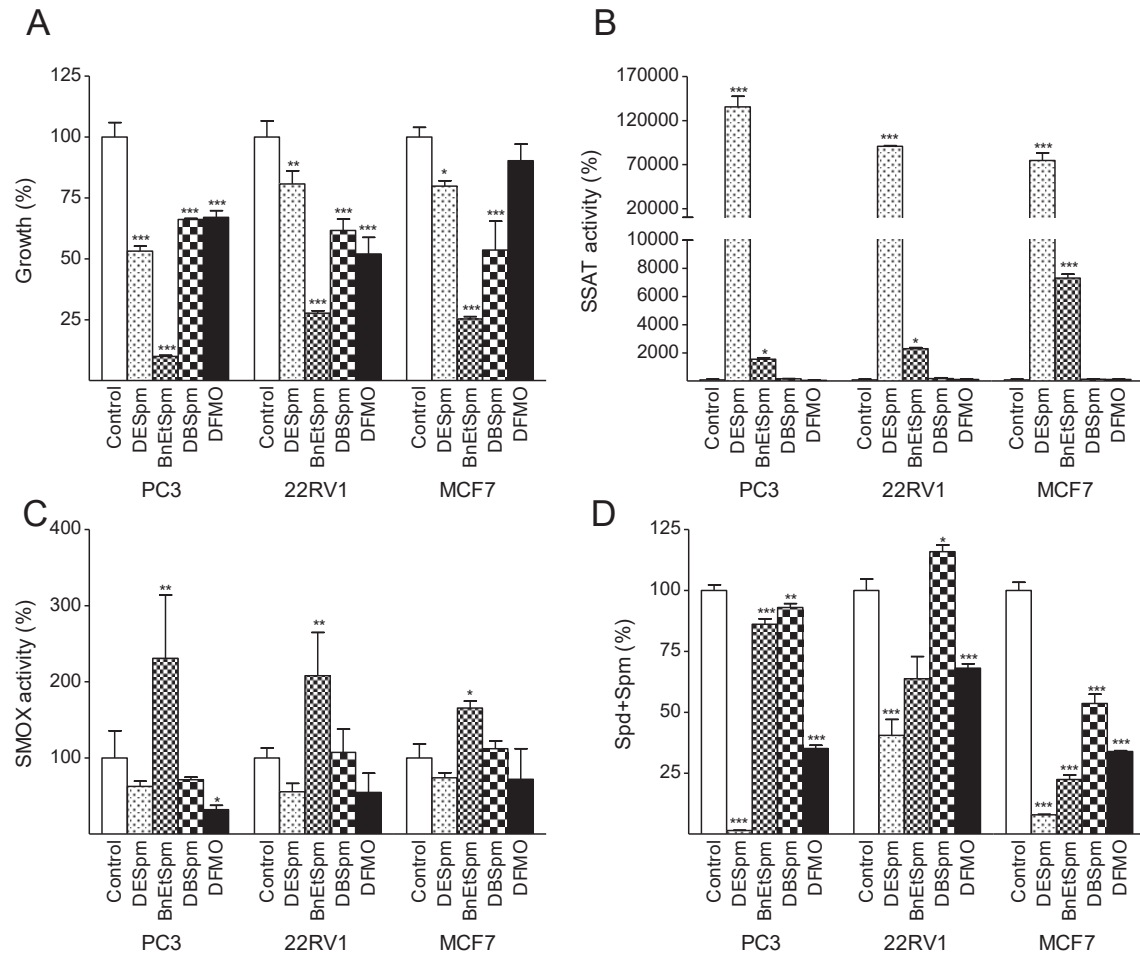 A
125
100
75
50
25
Growth (%)
***
***
***
***
**
***
***
***
*
***
***
Control
DESpm
BnEtSpm
DBSpm
DFMO
Control
DESpm
BnEtSpm
DBSpm
DFMO
Control
DESpm
BnEtSpm
DBSpm
DFMO
PC3
22RV1
MCF7
B
170000
120000
70000
20000
10000
8000
6000
4000
2000
SSAT activity (%)
***
*
***
*
***
***
Control
DESpm
BnEtSpm
DBSpm
DFMO
Control
DESpm
BnEtSpm
DBSpm
DFMO
Control
DESpm
BnEtSpm
DBSpm
DFMO
PC3
22RV1
MCF7
C
400
300
200
100
SMOX activity (%)
**
*
**
*
Control
DESpm
BnEtSpm
DBSpm
DFMO
Control
DESpm
BnEtSpm
DBSpm
DFMO
Control
DESpm
BnEtSpm
DBSpm
DFMO
PC3
22RV1
MCF7
D
125
100
75
50
25
Spd+Spm (%)
***
***
**
***
***
*
***
***
***
***
***
Control
DESpm
BnEtSpm
DBSpm
DFMO
Control
DESpm
BnEtSpm
DBSpm
DFMO
Control
DESpm
BnEtSpm
DBSpm
DFMO
PC3
22RV1
MCF7